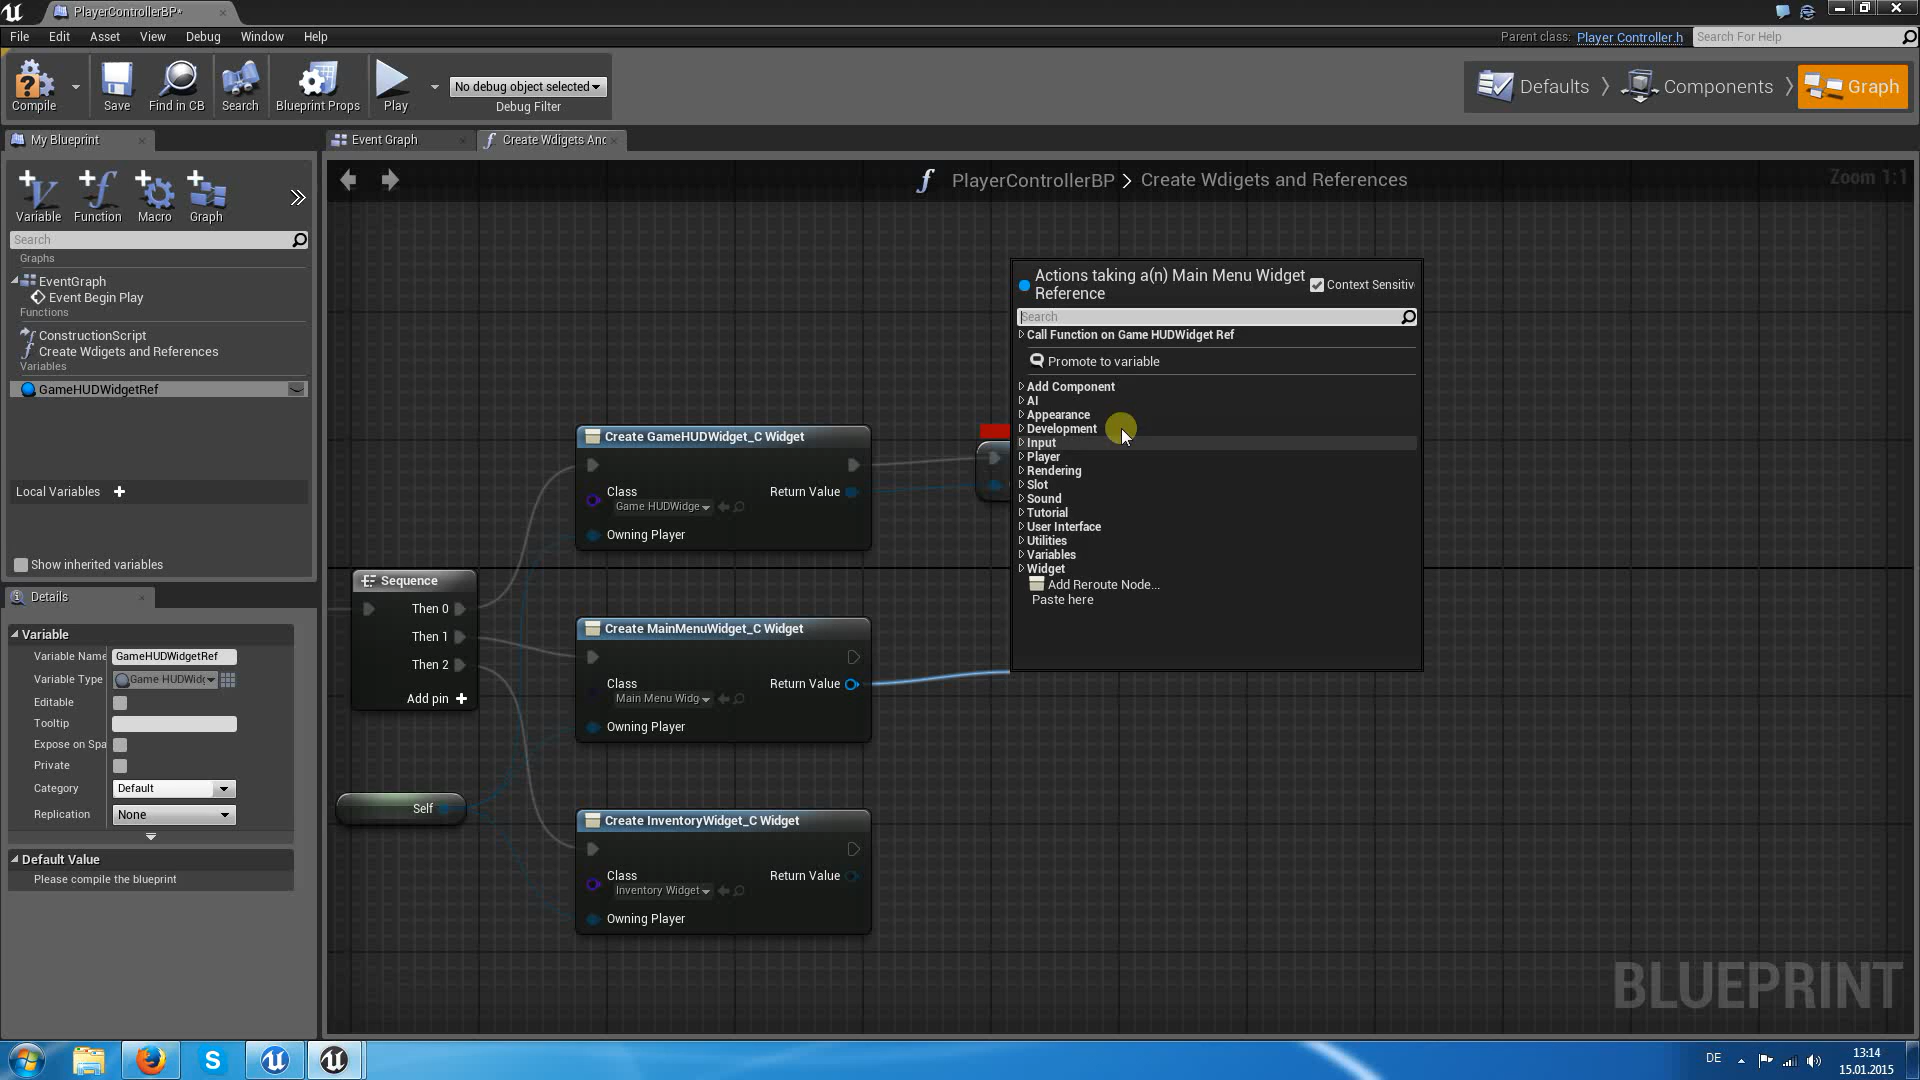 PlayerControllerBP*
File Edit Asset View Debug Window Help
Parent class: Player Controller.h Search For Help
Compile Save Find in CB Search Blueprint Props Play
No debug object selected
Debug Filter
Defaults Components Graph
My Blueprint
Event Graph
Create Wdigets And
Variable Function Macro Graph
PlayerControllerBP > Create Wdigets and References
Zoom 1:1
Search
Graphs
EventGraph
Event Begin Play
Functions
ConstructionScript
Create Wdigets and References
Variables
GameHUDWidgetRef
Local Variables
Show inherited variables
Details
Variable
Variable Name GameHUDWidgetRef
Variable Type Game HUDWidg
Editable
Tooltip
Expose on Spa
Private
Category Default
Replication None
Default Value
Please compile the blueprint
Sequence
Then 0
Then 1
Then 2
Add pin
Self
Create GameHUDWidget_C Widget
Class Return Value
Game HUDWidge
Owning Player
Create MainMenuWidget_C Widget
Class Return Value
Main Menu Widg
Owning Player
Create InventoryWidget_C Widget
Class Return Value
Inventory Widget
Owning Player
Actions taking a(n) Main Menu Widget
Reference
Context Sensitiv
Search
Call Function on Game HUDWidget Ref
Promote to variable
Add Component
AI
Appearance
Development
Input
Player
Rendering
Slot
Sound
Tutorial
User Interface
Utilities
Variables
Widget
Add Reroute Node...
Paste here
BLUEPRINT
DE
13:14
15.01.2015